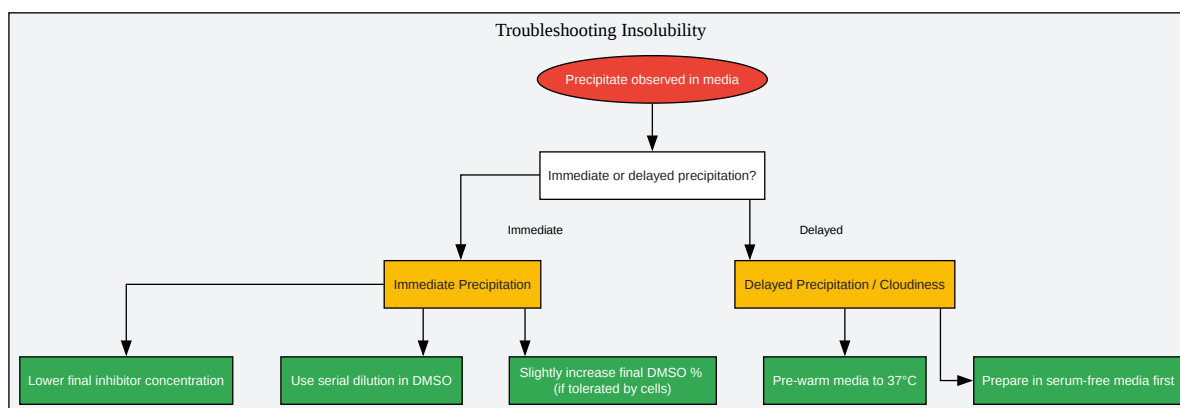 Troubleshooting Insolubility
Precipitate observed in media
Immediate or delayed precipitation?
Immediate
Delayed
Immediate Precipitation
Delayed Precipitation / Cloudiness
Lower final inhibitor concentration
Use serial dilution in DMSO
Slightly increase final DMSO %
(if tolerated by cells)
Pre-warm media to 37°C
Prepare in serum-free media first